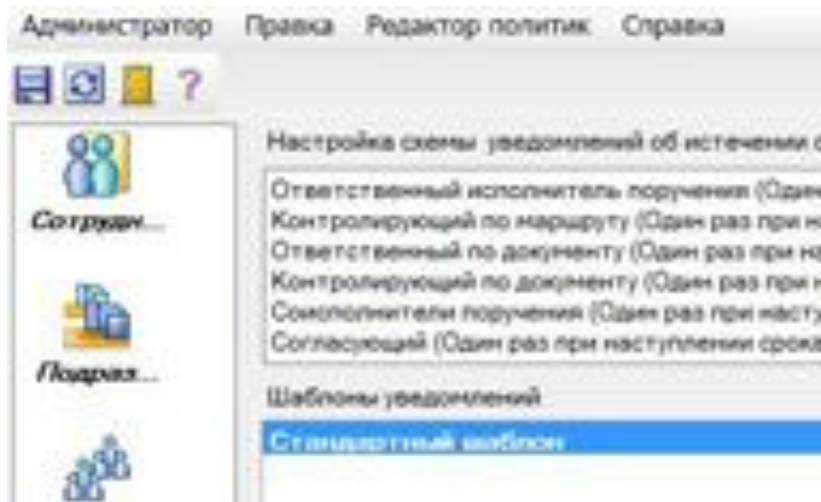 Администратор Правка Редактор политик Справка
Настройка схемы уведомлений об истечении
Ответственный исполнитель поручения (Один
Контролирующий по маршруту (Один раз при н
Ответственный по документу (Один раз при на
Контролирующий по документу (Один раз при н
Соисполнители поручения (Один раз при насту
Согласующий (Один раз при наступлении срока
Сотрудн...
Подраз...
Шаблоны уведомлений
Стандартный шаблон